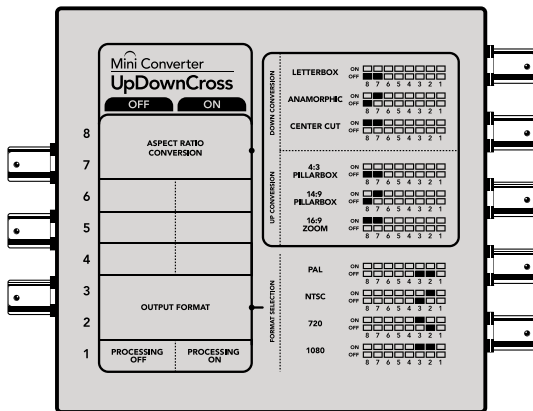 Mini Converter
UpDownCross
OFF ON
8
7
6
5
4
3
2
1
ASPECT RATIO
CONVERSION
OUTPUT FORMAT
PROCESSING
OFF
PROCESSING
ON
DOWN CONVERSION
LETTERBOX
ON
OFF
8 7 6 5 4 3 2 1
ANAMORPHIC
ON
OFF
8 7 6 5 4 3 2 1
CENTER CUT
ON
OFF
8 7 6 5 4 3 2 1
UP CONVERSION
4:3
PILLARBOX
ON
OFF
8 7 6 5 4 3 2 1
14:9
PILLARBOX
ON
OFF
8 7 6 5 4 3 2 1
16:9
ZOOM
ON
OFF
8 7 6 5 4 3 2 1
FORMAT SELECTION
PAL
ON
OFF
8 7 6 5 4 3 2 1
NTSC
ON
OFF
8 7 6 5 4 3 2 1
720
ON
OFF
8 7 6 5 4 3 2 1
1080
ON
OFF
8 7 6 5 4 3 2 1